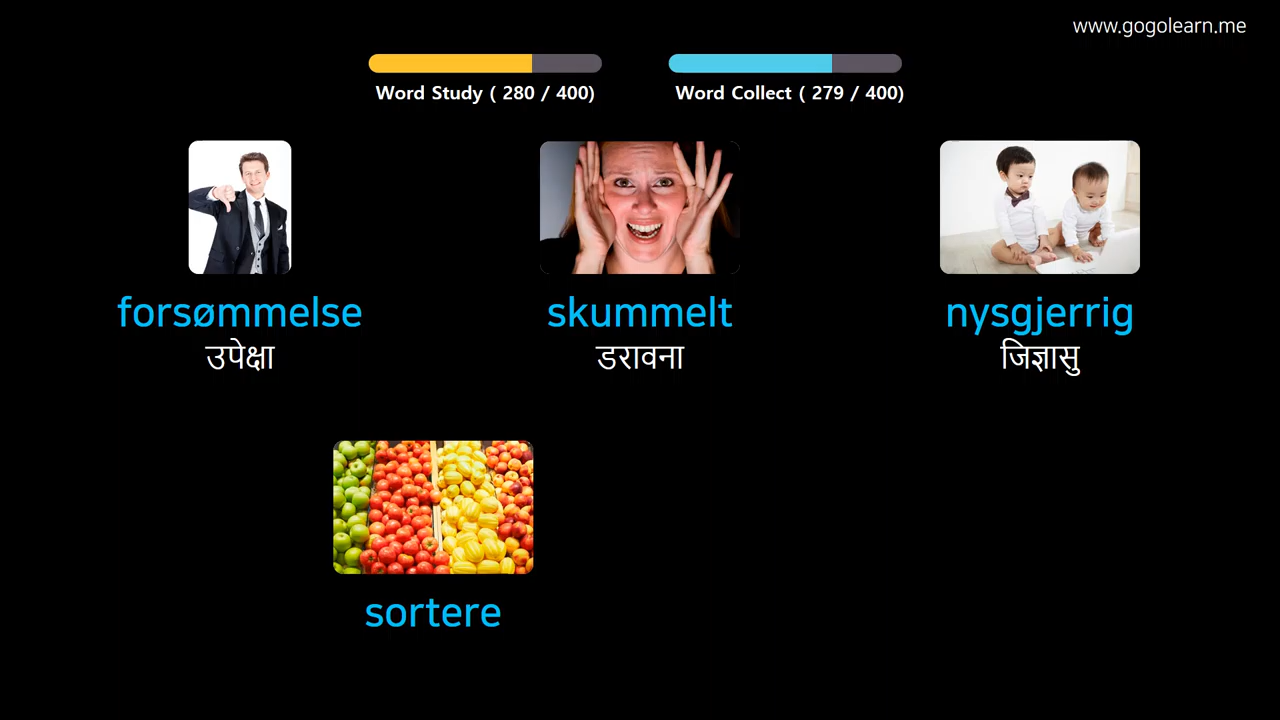 www.gogolearn.me
Word Study ( 280 / 400)
Word Collect ( 279 / 400)
forsømmelse
उपेक्षा
skummelt
डरावना
nysgjerrig
जिज्ञासु
sortere